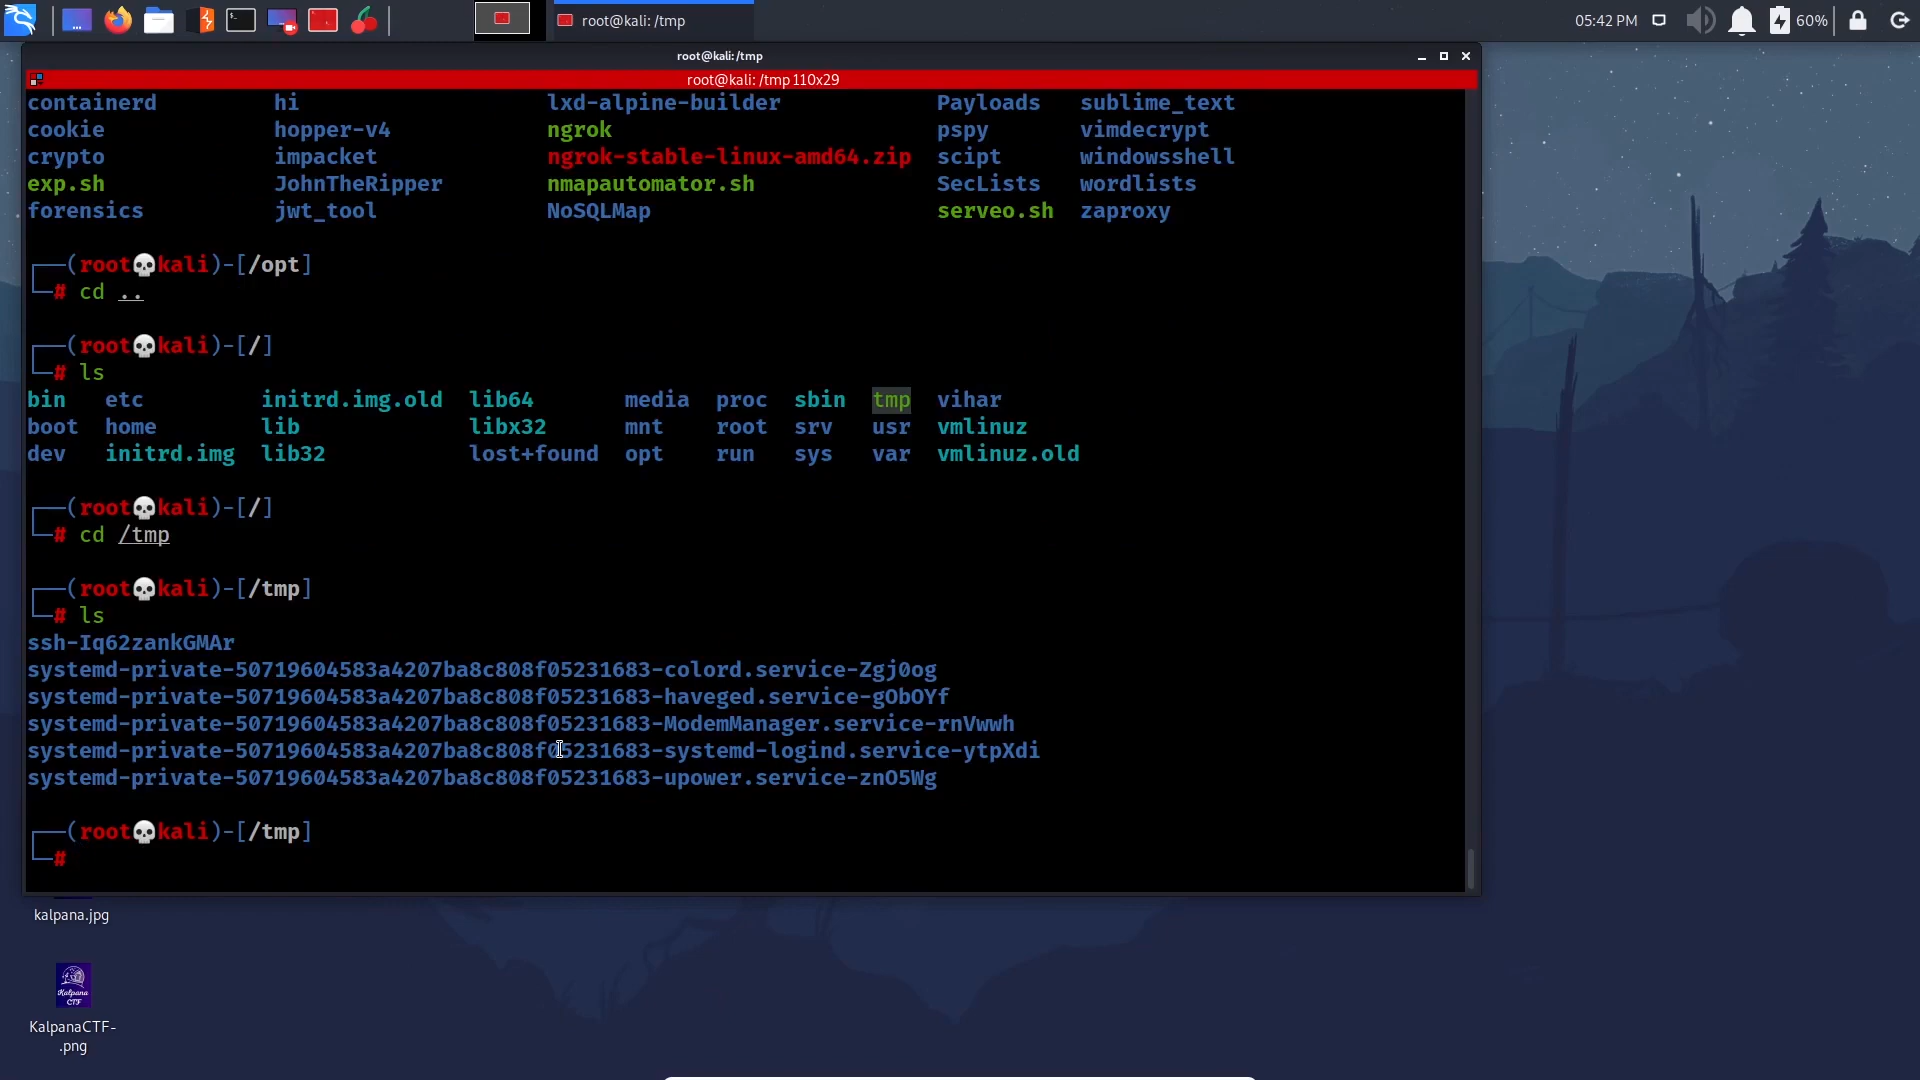 root@kali: /tmp
05:42 PM
60%
root@kali:/tmp
root@kali: /tmp 110x29
containerd hi lxd-alpine-builder Payloads sublime_text
cookie hopper-v4 ngrok pspy vimdecrypt
crypto impacket ngrok-stable-linux-amd64.zip scipt windowsshell
exp.sh JohnTheRipper nmapautomator.sh SecLists wordlists
forensics jwt_tool NoSQLMap serveo.sh zaproxy
┌──(root💀kali)-[/opt]
└─# cd ..
┌──(root💀kali)-[/]
└─# ls
bin etc initrd.img.old lib64 media proc sbin tmp vihar
boot home lib libx32 mnt root srv usr vmlinuz
dev initrd.img lib32 lost+found opt run sys var vmlinuz.old
┌──(root💀kali)-[/]
└─# cd /tmp
┌──(root💀kali)-[/tmp]
└─# ls
ssh-Iq62zankGMAr
systemd-private-50719604583a4207ba8c808f05231683-colord.service-Zgj0og
systemd-private-50719604583a4207ba8c808f05231683-haveged.service-gObOYf
systemd-private-50719604583a4207ba8c808f05231683-ModemManager.service-rnVwwh
systemd-private-50719604583a4207ba8c808f05231683-systemd-logind.service-ytpXdi
systemd-private-50719604583a4207ba8c808f05231683-upower.service-znO5Wg
┌──(root💀kali)-[/tmp]
└─#
kalpana.jpg
Kalpana
CTF
KalpanaCTF-
.png